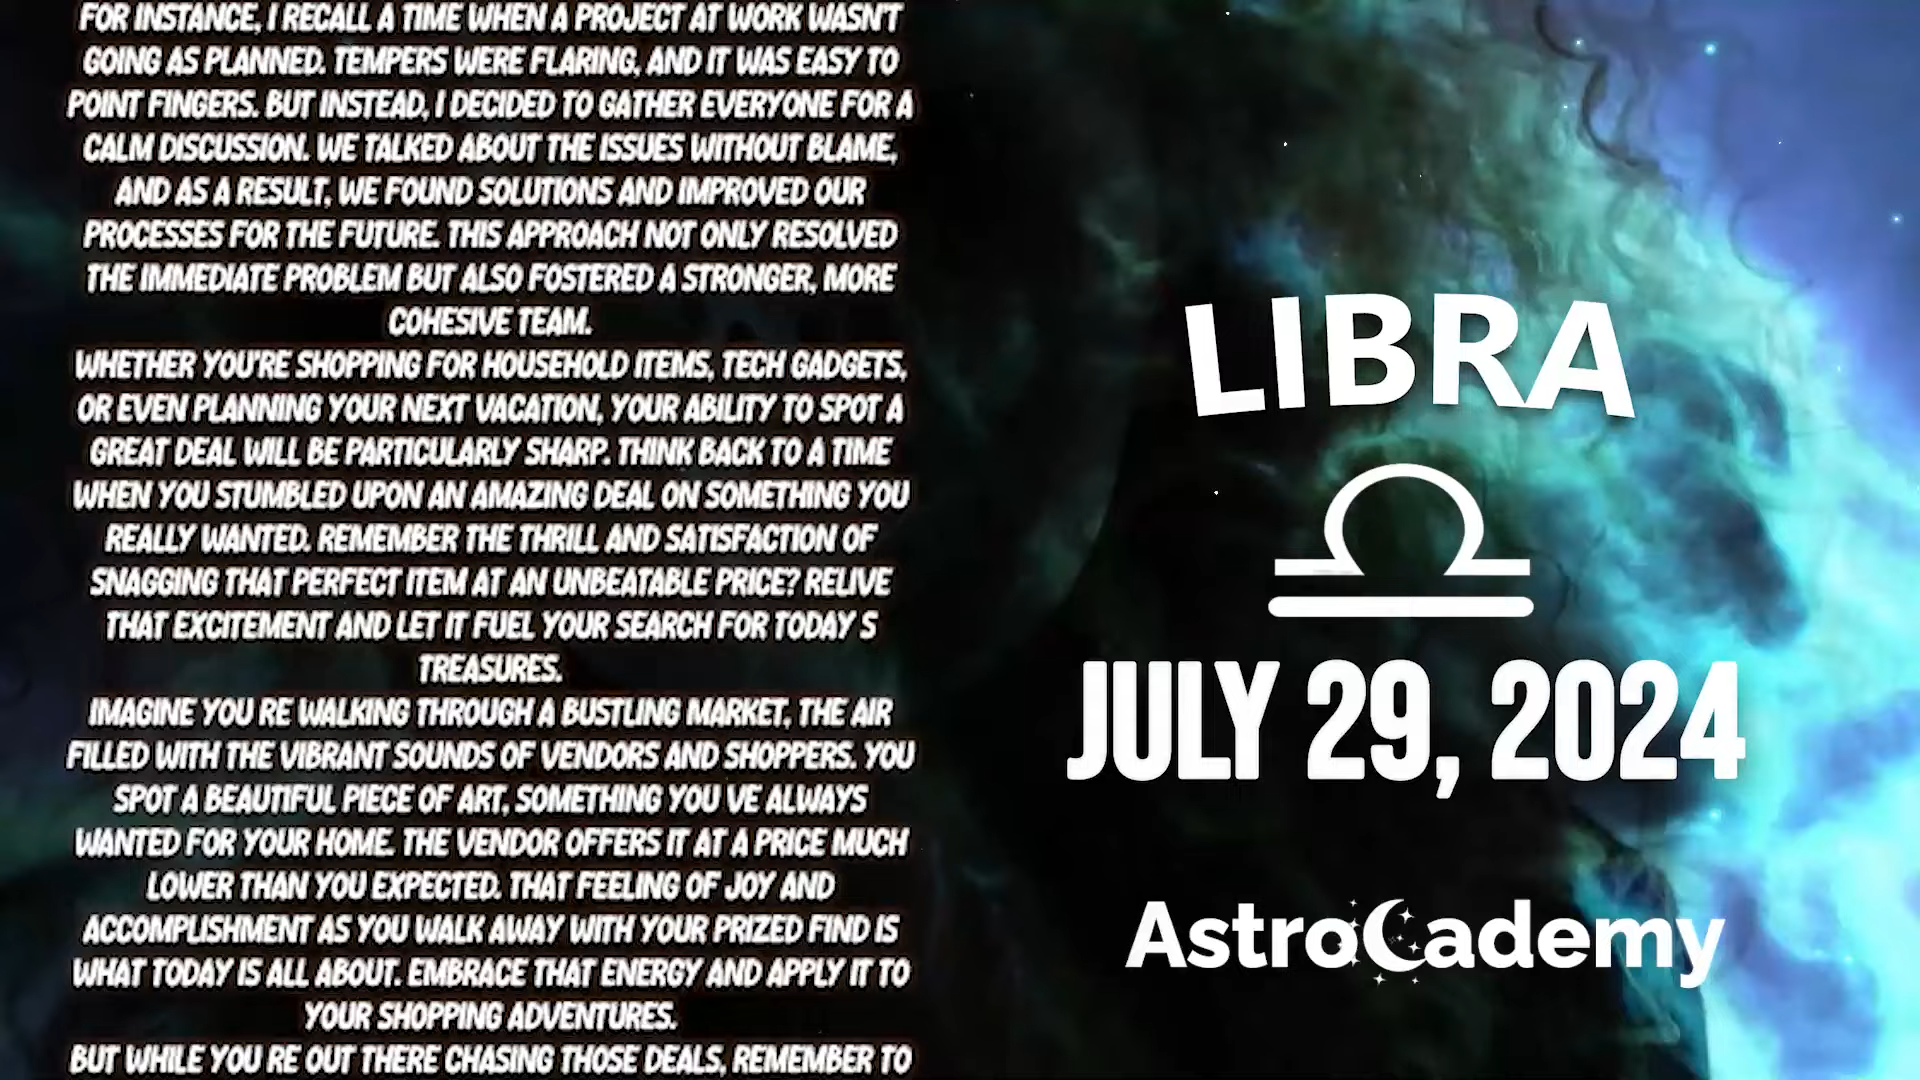 FOR INSTANCE, I RECALL A TIME WHEN A PROJECT AT WORK WASN'T
GOING AS PLANNED. TEMPERS WERE FLARING, AND IT WAS EASY TO
POINT FINGERS. BUT INSTEAD, I DECIDED TO GATHER EVERYONE FOR A
CALM DISCUSSION. WE TALKED ABOUT THE ISSUES WITHOUT BLAME,
AND AS A RESULT, WE FOUND SOLUTIONS AND IMPROVED OUR
PROCESSES FOR THE FUTURE. THIS APPROACH NOT ONLY RESOLVED
THE IMMEDIATE PROBLEM BUT ALSO FOSTERED A STRONGER, MORE
COHESIVE TEAM.
WHETHER YOU'RE SHOPPING FOR HOUSEHOLD ITEMS, TECH GADGETS,
OR EVEN PLANNING YOUR NEXT VACATION, YOUR ABILITY TO SPOT A
GREAT DEAL WILL BE PARTICULARLY SHARP. THINK BACK TO A TIME
WHEN YOU STUMBLED UPON AN AMAZING DEAL ON SOMETHING YOU
REALLY WANTED. REMEMBER THE THRILL AND SATISFACTION OF
SNAGGING THAT PERFECT ITEM AT AN UNBEATABLE PRICE? RELIVE
THAT EXCITEMENT AND LET IT FUEL YOUR SEARCH FOR TODAY S
TREASURES.
IMAGINE YOU RE WALKING THROUGH A BUSTLING MARKET, THE AIR
FILLED WITH THE VIBRANT SOUNDS OF VENDORS AND SHOPPERS. YOU
SPOT A BEAUTIFUL PIECE OF ART, SOMETHING YOU VE ALWAYS
WANTED FOR YOUR HOME. THE VENDOR OFFERS IT AT A PRICE MUCH
LOWER THAN YOU EXPECTED. THAT FEELING OF JOY AND
ACCOMPLISHMENT AS YOU WALK AWAY WITH YOUR PRIZED FIND IS
WHAT TODAY IS ALL ABOUT. EMBRACE THAT ENERGY AND APPLY IT TO
YOUR SHOPPING ADVENTURES.
BUT WHILE YOU RE OUT THERE CHASING THOSE DEALS, REMEMBER TO
LIBRA
JULY 29, 2024
AstroCademy